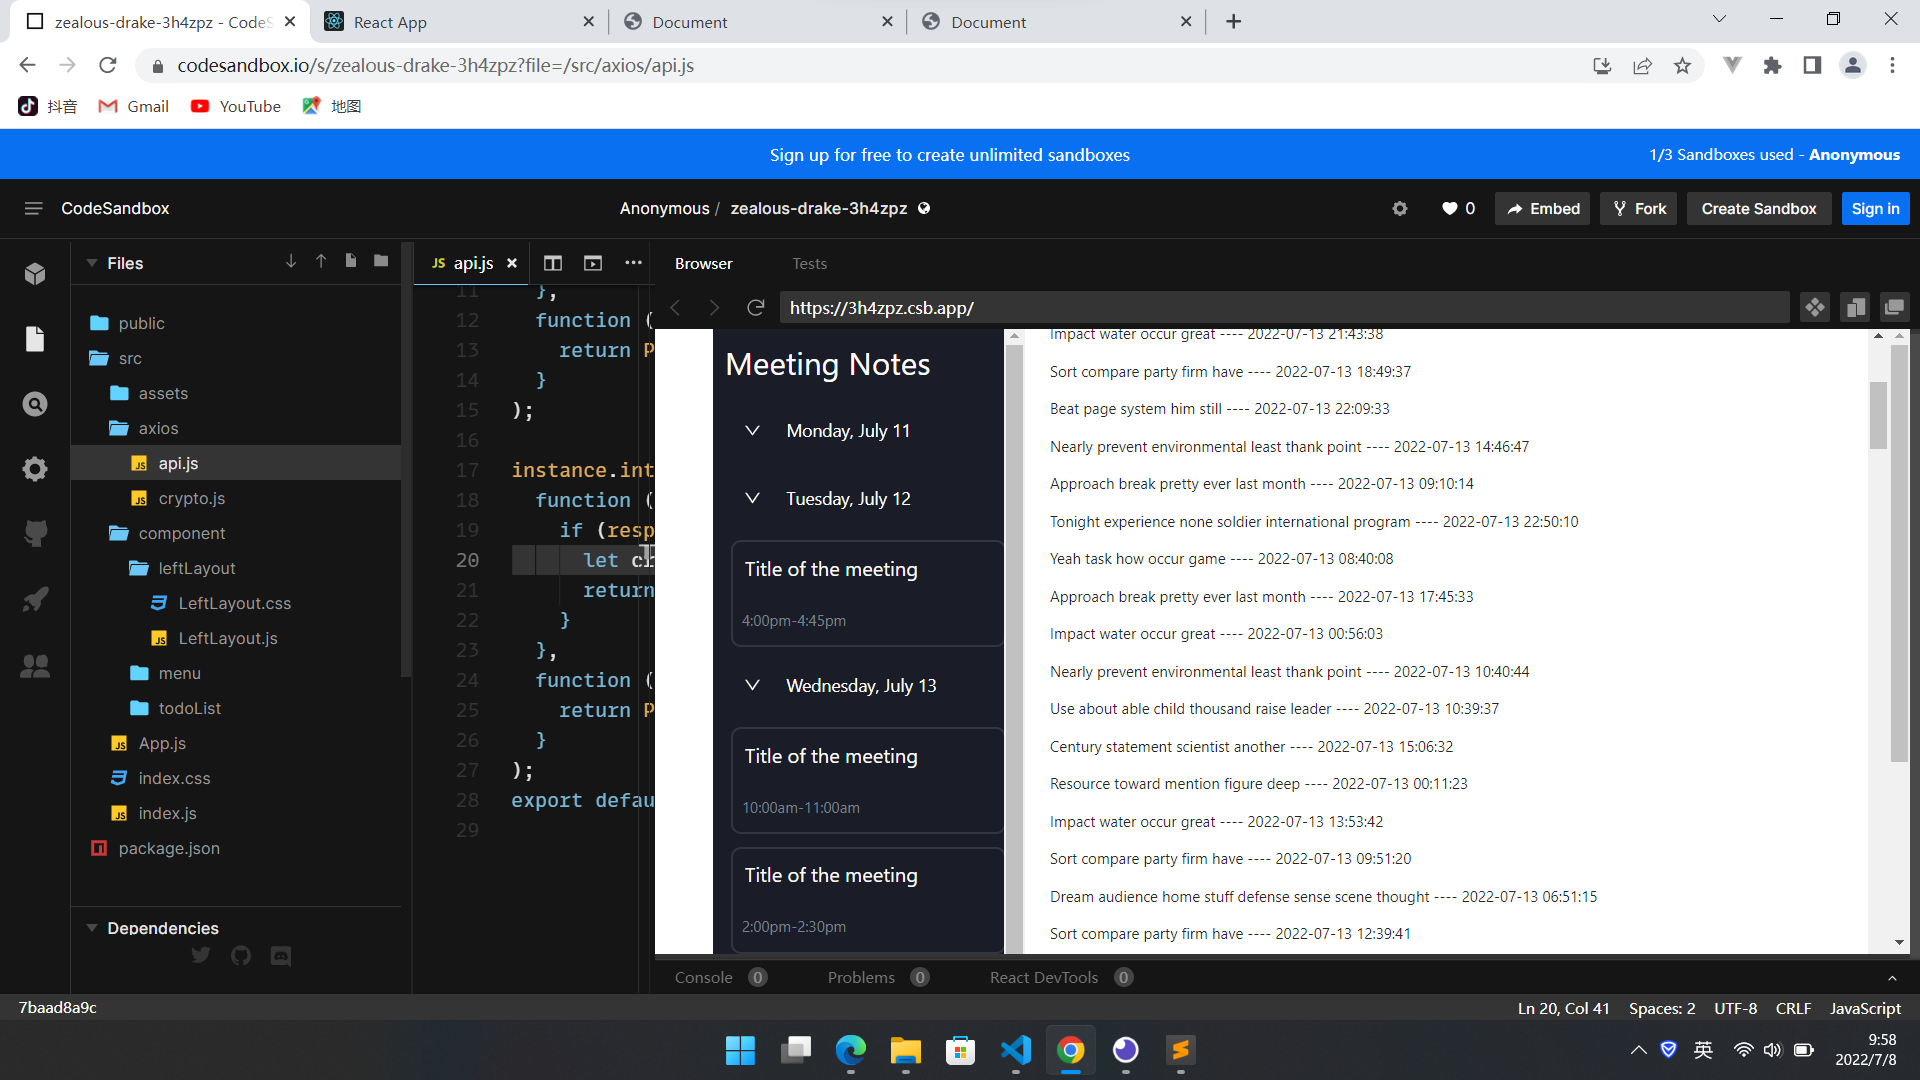 zealous-drake-3h4zpz - CodeS
React App
Document
Document
codesandbox.io/s/zealous-drake-3h4zpz?file=/src/axios/api.js
抖音
Gmail
YouTube
地图
Sign up for free to create unlimited sandboxes
1/3 Sandboxes used - Anonymous
CodeSandbox
Anonymous / zealous-drake-3h4zpz
0
Embed
Fork
Create Sandbox
Sign in
Files
public
src
assets
axios
api.js
crypto.js
component
leftLayout
LeftLayout.css
LeftLayout.js
menu
todoList
App.js
index.css
index.js
package.json
Dependencies
JS api.js
11 },
12 function (
13 return P
14 }
15 );
16
17 instance.int
18 function (
19 if (resp
20 let cr
21 return
22 }
23 },
24 function (
25 return P
26 }
27 );
28 export defau
29
Browser
Tests
https://3h4zpz.csb.app/
Meeting Notes
Monday, July 11
Tuesday, July 12
Title of the meeting
4:00pm-4:45pm
Wednesday, July 13
Title of the meeting
10:00am-11:00am
Title of the meeting
2:00pm-2:30pm
Impact water occur great ---- 2022-07-13 21:43:38
Sort compare party firm have ---- 2022-07-13 18:49:37
Beat page system him still ---- 2022-07-13 22:09:33
Nearly prevent environmental least thank point ---- 2022-07-13 14:46:47
Approach break pretty ever last month ---- 2022-07-13 09:10:14
Tonight experience none soldier international program ---- 2022-07-13 22:50:10
Yeah task how occur game ---- 2022-07-13 08:40:08
Approach break pretty ever last month ---- 2022-07-13 17:45:33
Impact water occur great ---- 2022-07-13 00:56:03
Nearly prevent environmental least thank point ---- 2022-07-13 10:40:44
Use about able child thousand raise leader ---- 2022-07-13 10:39:37
Century statement scientist another ---- 2022-07-13 15:06:32
Resource toward mention figure deep ---- 2022-07-13 00:11:23
Impact water occur great ---- 2022-07-13 13:53:42
Sort compare party firm have ---- 2022-07-13 09:51:20
Dream audience home stuff defense sense scene thought ---- 2022-07-13 06:51:15
Sort compare party firm have ---- 2022-07-13 12:39:41
Console 0
Problems 0
React DevTools 0
7baad8a9c
Ln 20, Col 41
Spaces: 2
UTF-8
CRLF
JavaScript
英
9:58
2022/7/8